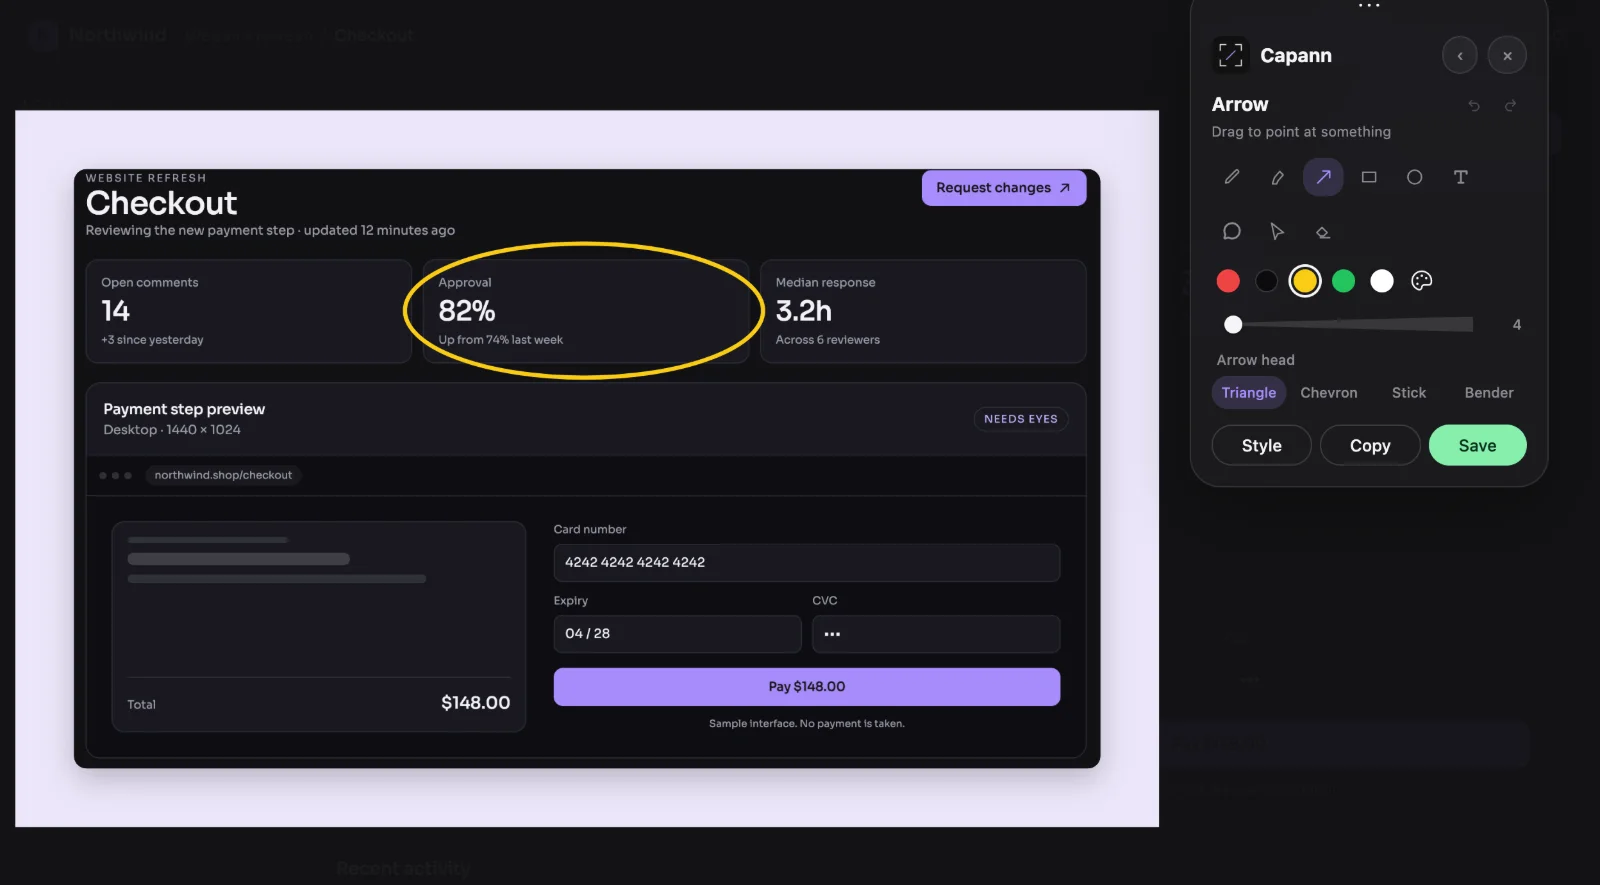 Northwind
Checkout
Capann
Arrow
Drag to point at something
4
Arrow head
Triangle
Chevron
Stick
Bender
Style
Copy
Save
WEBSITE REFRESH
Checkout
Reviewing the new payment step · updated 12 minutes ago
Request changes ↗
Open comments
14
+3 since yesterday
Approval
82%
Up from 74% last week
Median response
3.2h
Across 6 reviewers
Payment step preview
Desktop · 1440 × 1024
NEEDS EYES
northwind.shop/checkout
Total
$148.00
Card number
4242 4242 4242 4242
Expiry
04 / 28
CVC
•••
Pay $148.00
Sample interface. No payment is taken.
Recent activity